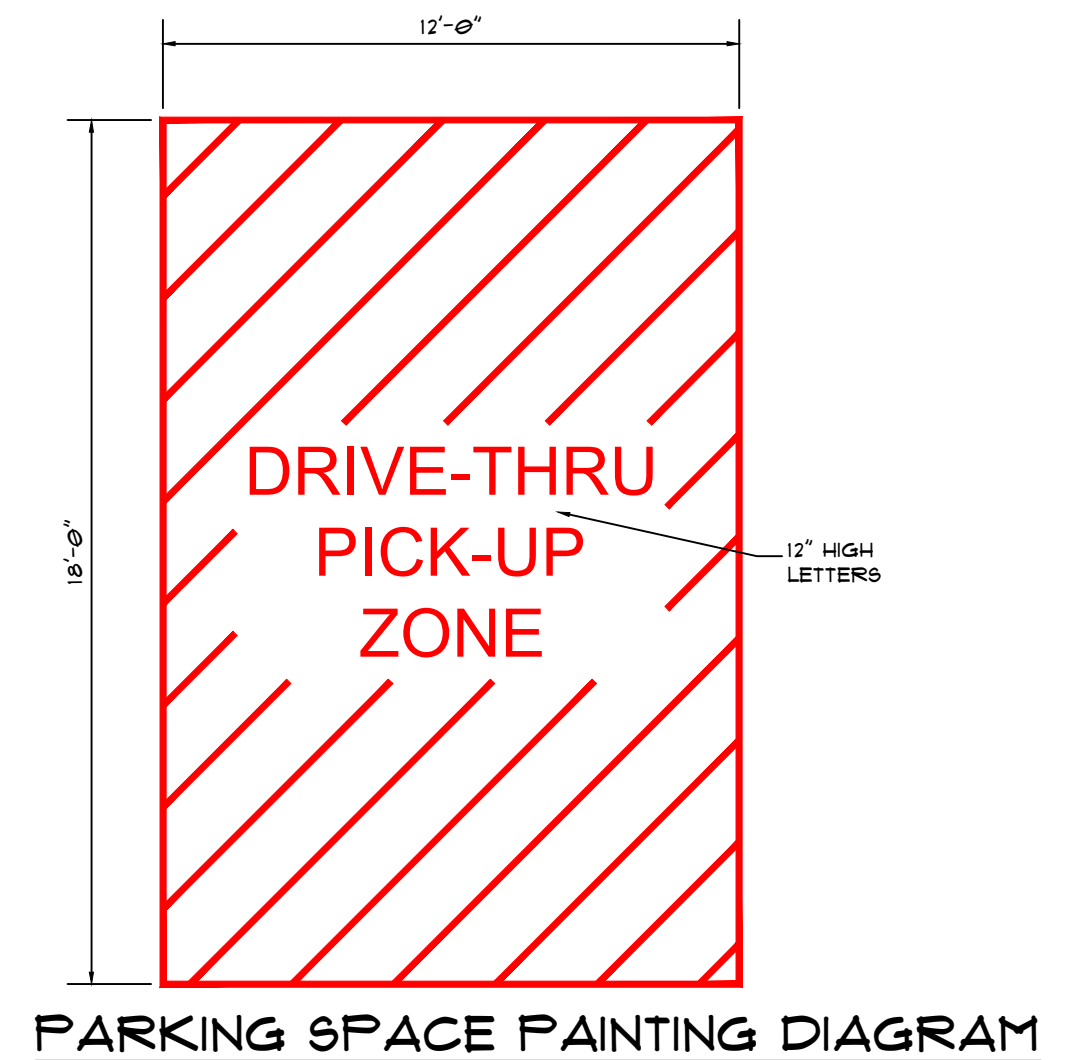 12'-0"
18'-0"
DRIVE-THRU
PICK-UP
ZONE
12" HIGH
LETTERS
PARKING SPACE PAINTING DIAGRAM